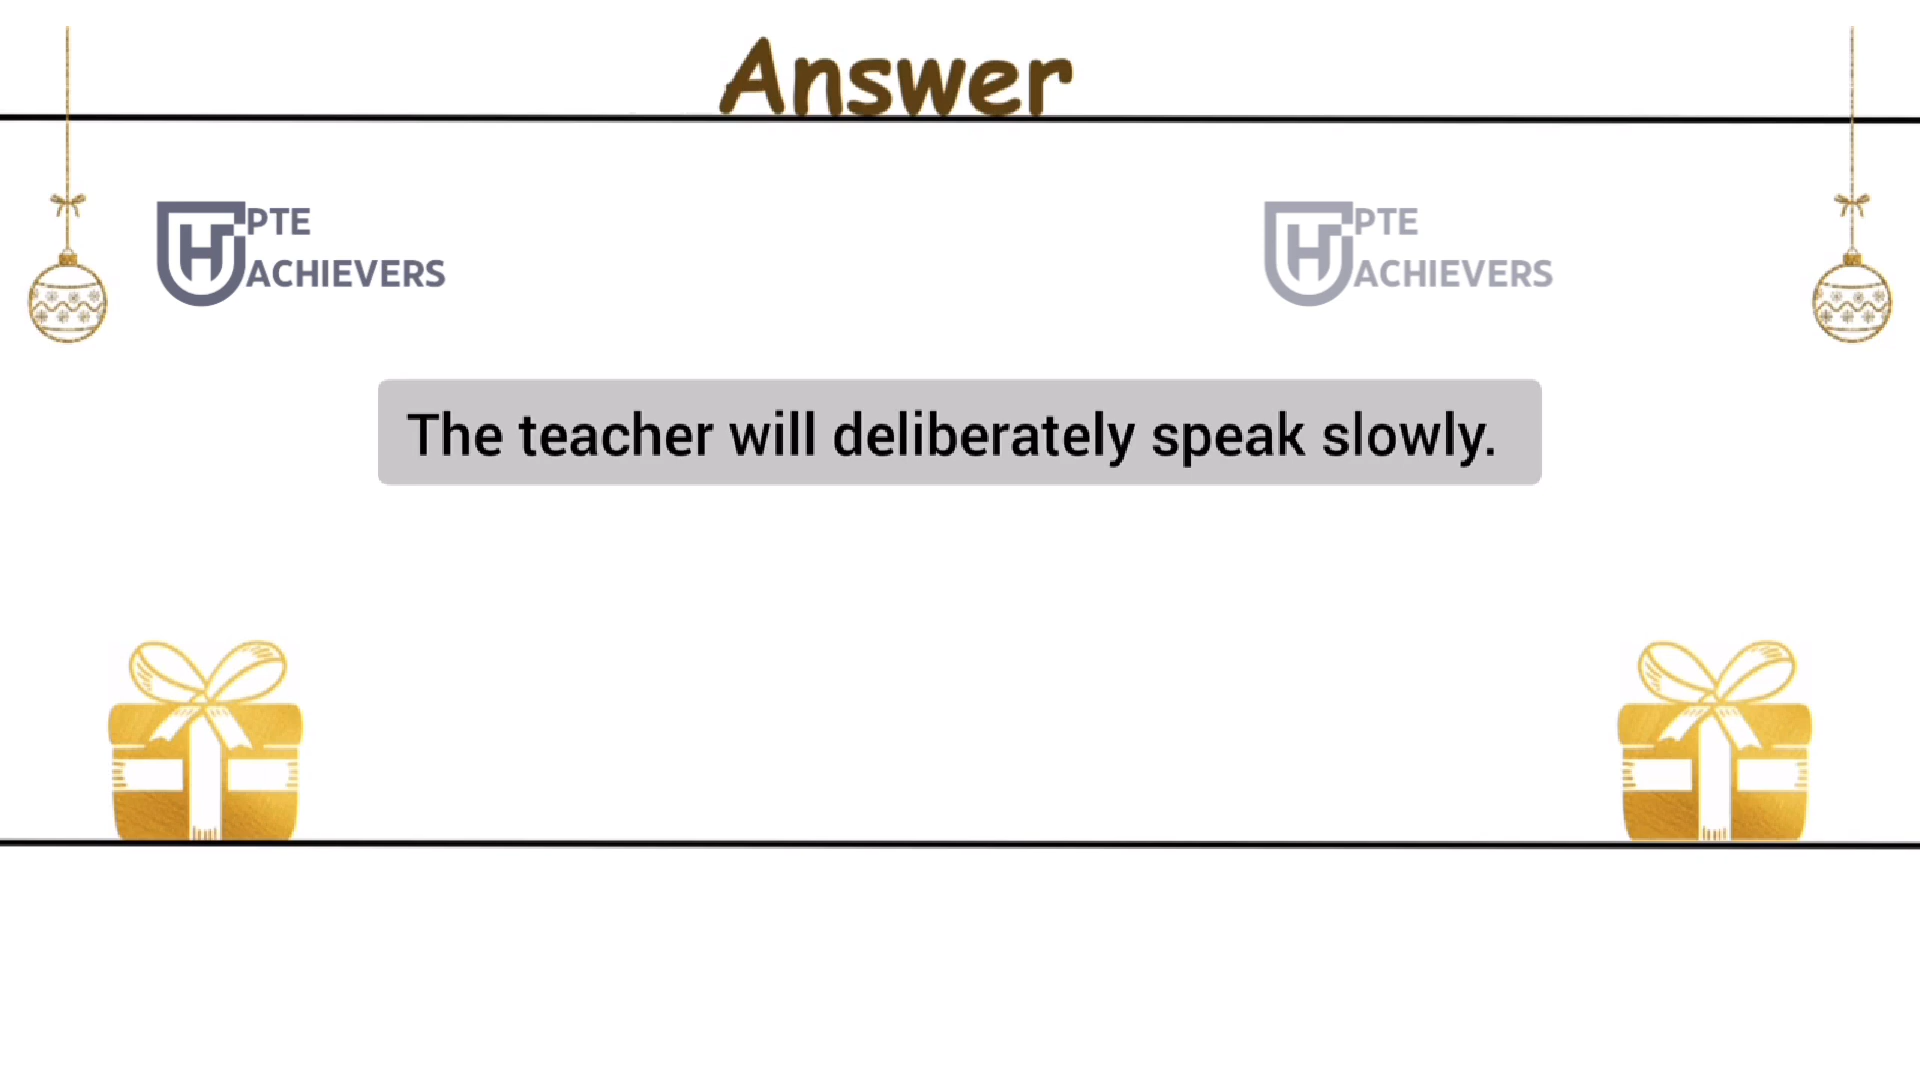 Answer
PTE
ACHIEVERS
PTE
ACHIEVERS
The teacher will deliberately speak slowly.